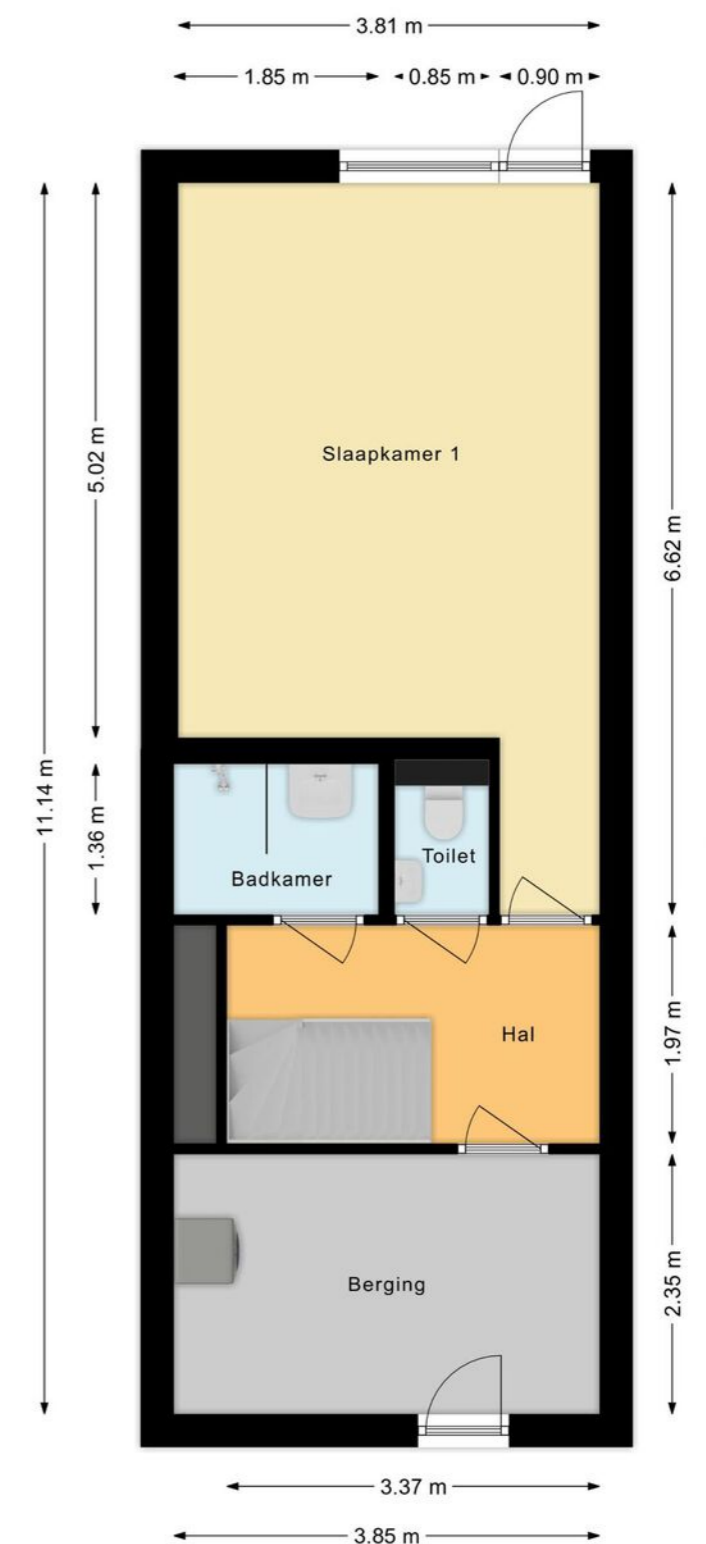 3.81 m
1.85 m
0.85 m
0.90 m
5.02 m
Slaapkamer 1
6.62 m
11.14 m
1.36 m
Badkamer
Toilet
Hal
1.97 m
Berging
2.35 m
3.37 m
3.85 m